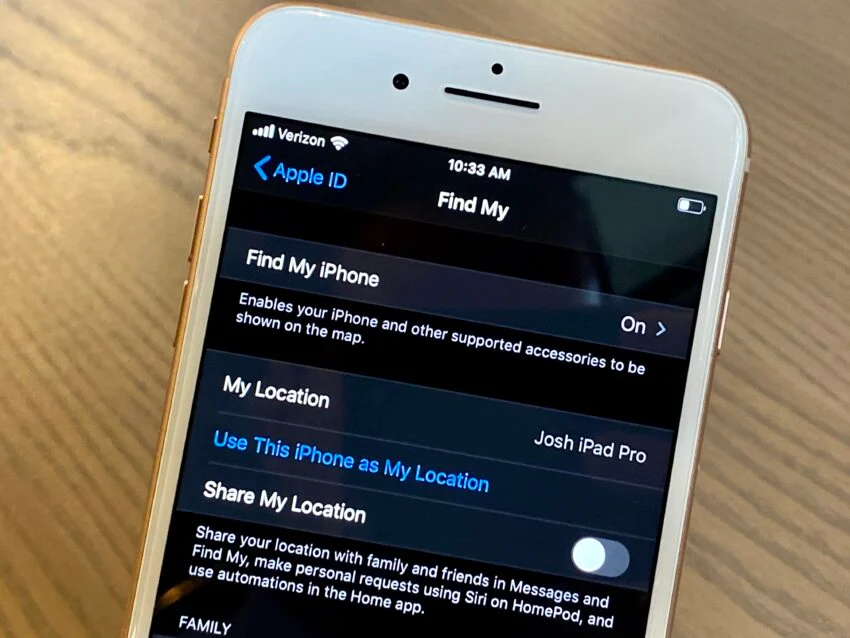 Verizon
10:33 AM
Apple ID
Find My
Find My iPhone
On
Enables your iPhone and other supported accessories to be
shown on the map.
My Location
Josh iPad Pro
Use This iPhone as My Location
Share My Location
Share your location with family and friends in Messages and
Find My, make personal requests using Siri on HomePod, and
use automations in the Home app.
FAMILY